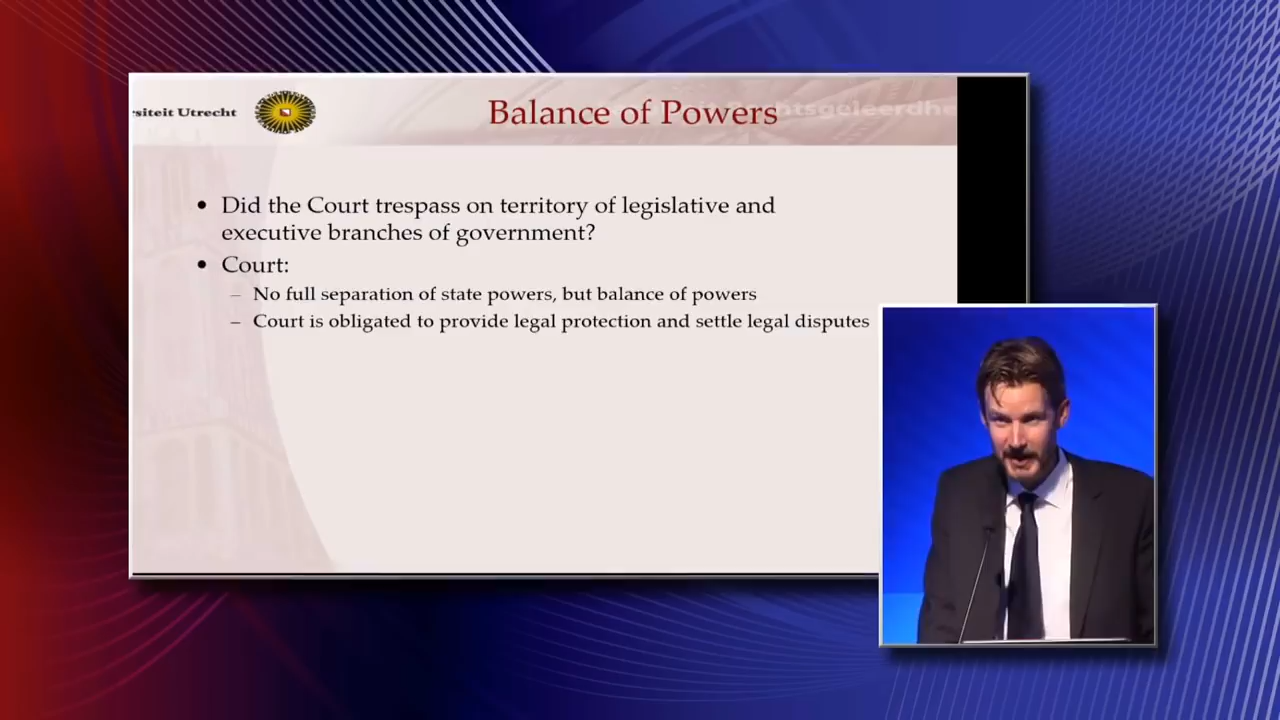 siteit Utrecht
Balance of Powers
• Did the Court trespass on territory of legislative and
executive branches of government?
• Court:
– No full separation of state powers, but balance of powers
– Court is obligated to provide legal protection and settle legal disputes